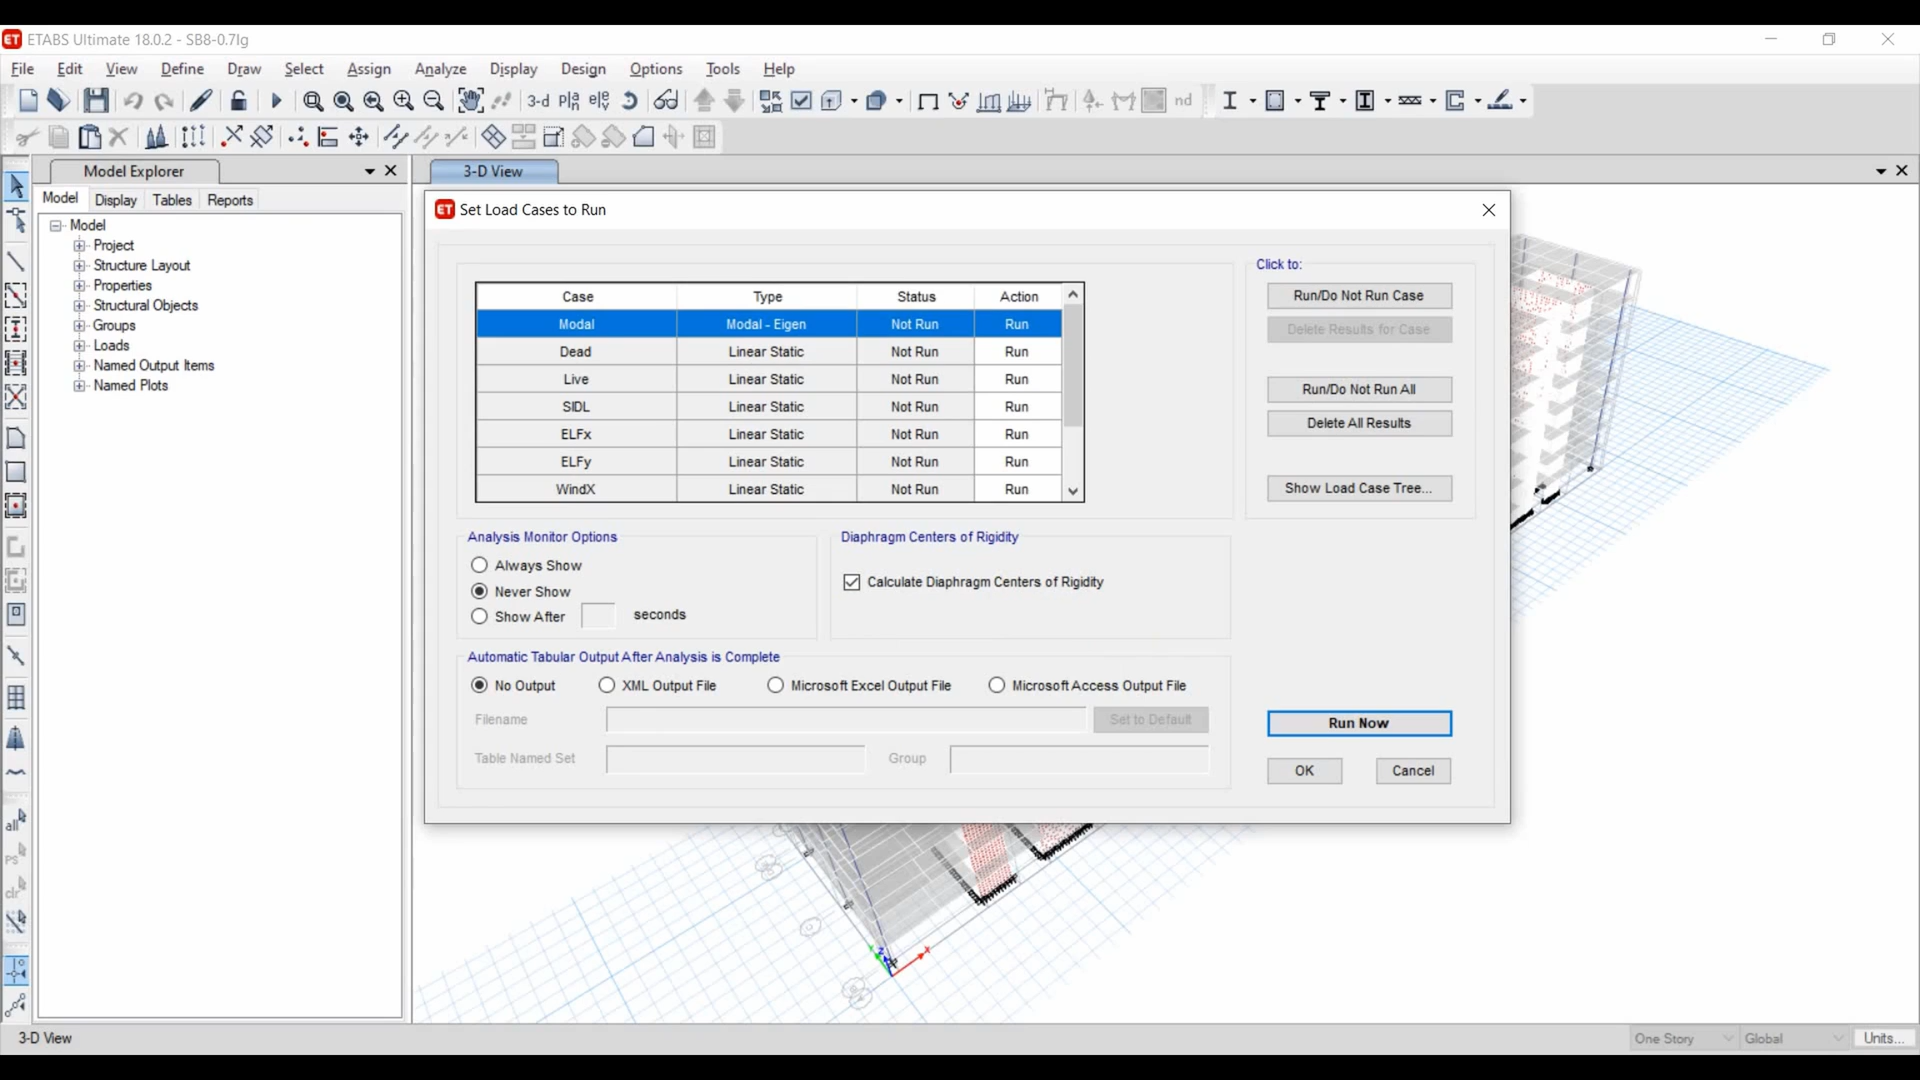 ETABS Ultimate 18.0.2 - SB8-0.7Ig
File Edit View Define Draw Select Assign Analyze Display Design Options Tools Help
3-d
nd
Model Explorer
3-D View
Model Display Tables Reports
Model
Project
Structure Layout
Properties
Structural Objects
Groups
Loads
Named Output Items
Named Plots
all
ps
clr
ET Set Load Cases to Run
Case Type Status Action
Modal Modal - Eigen Not Run Run
Dead Linear Static Not Run Run
Live Linear Static Not Run Run
SIDL Linear Static Not Run Run
ELFx Linear Static Not Run Run
ELFy Linear Static Not Run Run
WindX Linear Static Not Run Run
Click to:
Run/Do Not Run Case
Delete Results for Case
Run/Do Not Run All
Delete All Results
Show Load Case Tree...
Analysis Monitor Options
Always Show
Never Show
Show After seconds
Diaphragm Centers of Rigidity
Calculate Diaphragm Centers of Rigidity
Automatic Tabular Output After Analysis is Complete
No Output XML Output File Microsoft Excel Output File Microsoft Access Output File
Filename Set to Default
Table Named Set Group
Run Now
OK Cancel
3-D View One Story Global Units...